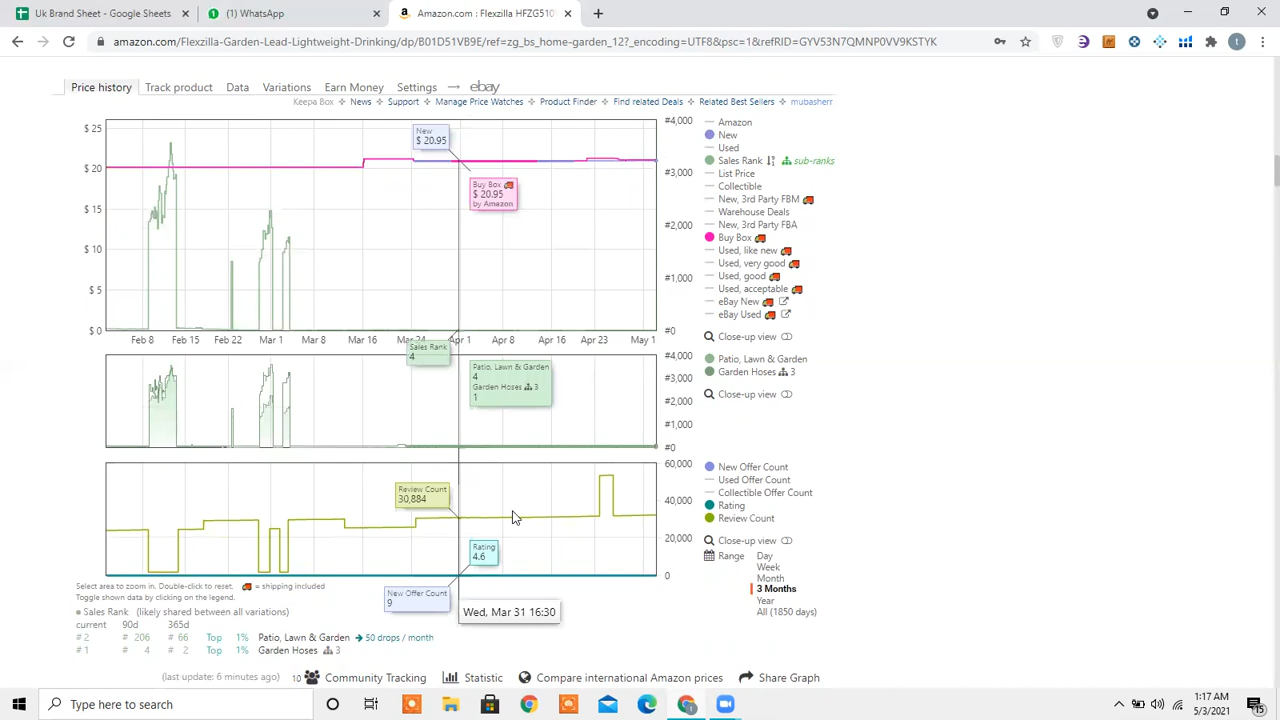 Uk Brand Sheet - Google Sheets
(1) WhatsApp
Amazon.com : Flexzilla HFZG510
amazon.com/Flexzilla-Garden-Lead-Lightweight-Drinking/dp/B01D51VB9E/ref=zg_bs_home-garden_12?_encoding=UTF8&psc=1&refRID=GYV53N7QMNP0VV9KSTYK
Price history Track product Data Variations Earn Money Settings → ebay
Keepa Box News Support Manage Price Watches Product Finder Find related Deals Related Best Sellers mubasherr
$ 25
$ 20
$ 15
$ 10
$ 5
$ 0
New
$ 20.95
Buy Box
$ 20.95
by Amazon
#4,000
#3,000
#2,000
#1,000
#0
Feb 8 Feb 15 Feb 22 Mar 1 Mar 8 Mar 16 Mar 24 Apr 1 Apr 8 Apr 16 Apr 23 May 1
Sales Rank
4
Patio, Lawn & Garden
4
Garden Hoses 3
1
#4,000
#3,000
#2,000
#1,000
#0
Review Count
30,884
Rating
4.6
New Offer Count
9
Wed, Mar 31 16:30
60,000
40,000
20,000
0
Amazon
New
Used
Sales Rank sub-ranks
List Price
Collectible
New, 3rd Party FBM
Warehouse Deals
New, 3rd Party FBA
Buy Box
Used, like new
Used, very good
Used, good
Used, acceptable
eBay New
eBay Used
Close-up view
Patio, Lawn & Garden
Garden Hoses 3
Close-up view
New Offer Count
Used Offer Count
Collectible Offer Count
Rating
Review Count
Close-up view
Range Day
Week
Month
3 Months
Year
All (1850 days)
Select area to zoom in. Double-click to reset. = shipping included
Toggle shown data by clicking on the legend.
Sales Rank (likely shared between all variations)
current 90d 365d
# 2 # 206 # 66 Top 1% Patio, Lawn & Garden → 50 drops / month
# 1 # 4 # 2 Top 1% Garden Hoses 3
(last update: 6 minutes ago) 10 Community Tracking Statistic Compare international Amazon prices Share Graph
Type here to search
1:17 AM
5/3/2021
15